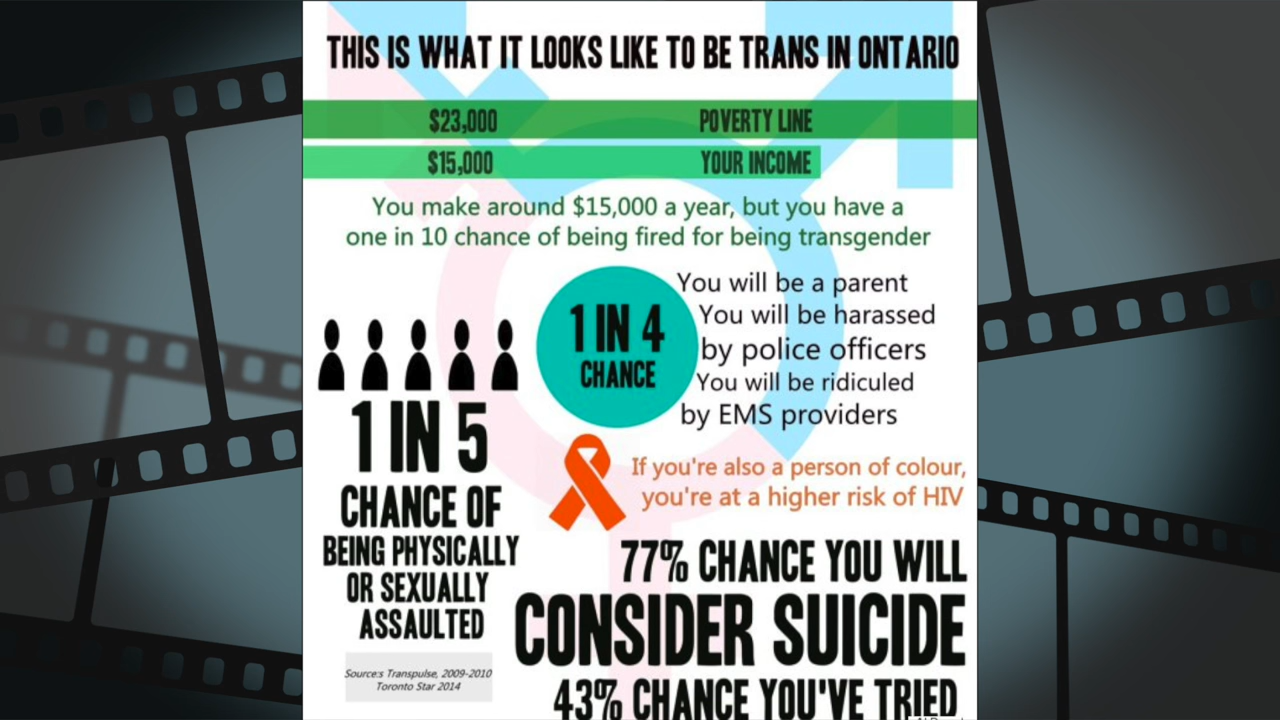 THIS IS WHAT IT LOOKS LIKE TO BE TRANS IN ONTARIO
$23,000 POVERTY LINE
$15,000 YOUR INCOME
You make around $15,000 a year, but you have a
one in 10 chance of being fired for being transgender
1 IN 4
CHANCE
You will be a parent
You will be harassed
by police officers
You will be ridiculed
by EMS providers
1 IN 5
CHANCE OF
BEING PHYSICALLY
OR SEXUALLY
ASSAULTED
If you're also a person of colour,
you're at a higher risk of HIV
77% CHANCE YOU WILL
CONSIDER SUICIDE
43% CHANCE YOU'VE TRIED
Source:s Transpulse, 2009-2010
Toronto Star 2014